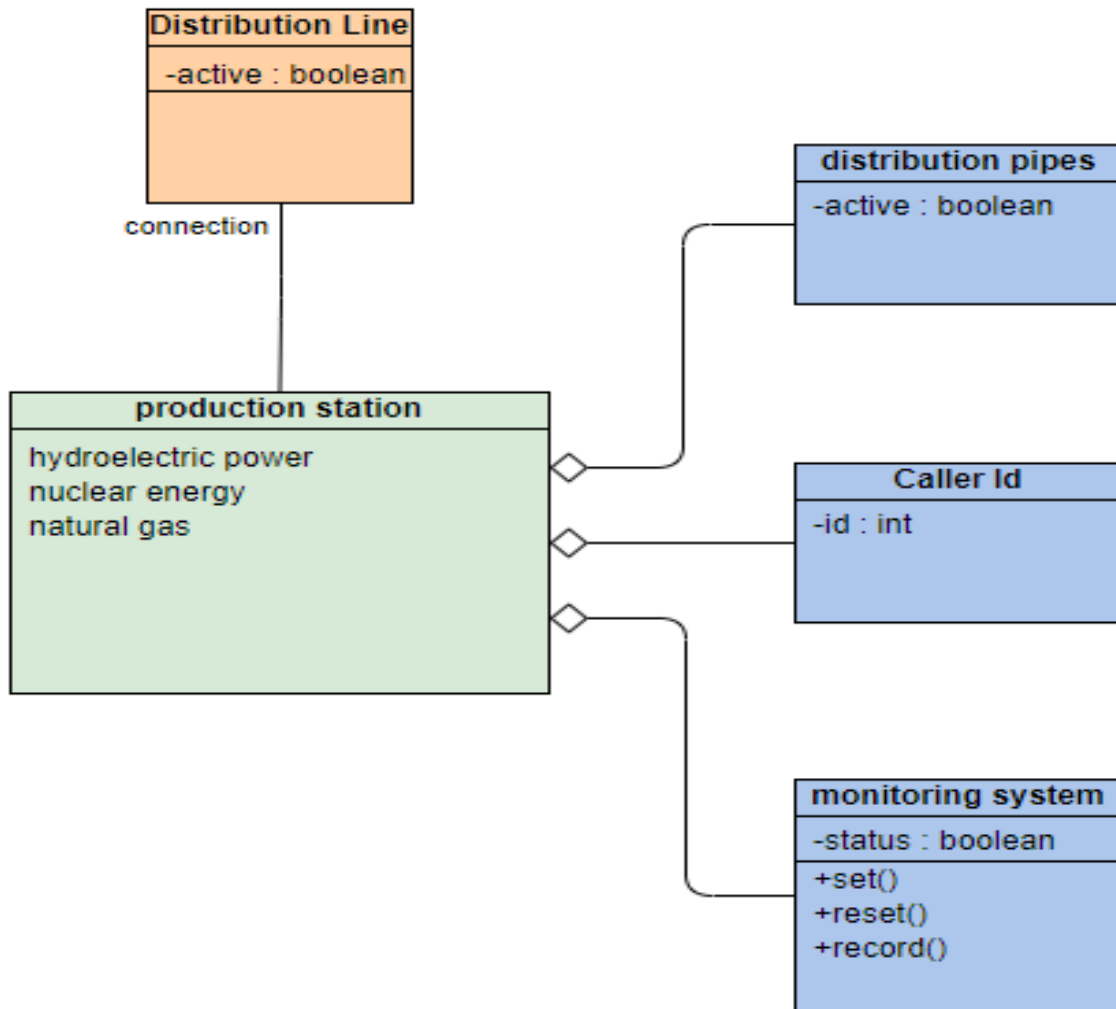 Distribution Line
-active : boolean
connection
distribution pipes
-active : boolean
production station
hydroelectric power
nuclear energy
natural gas
Caller Id
-id : int
monitoring system
-status : boolean
+set()
+reset()
+record()